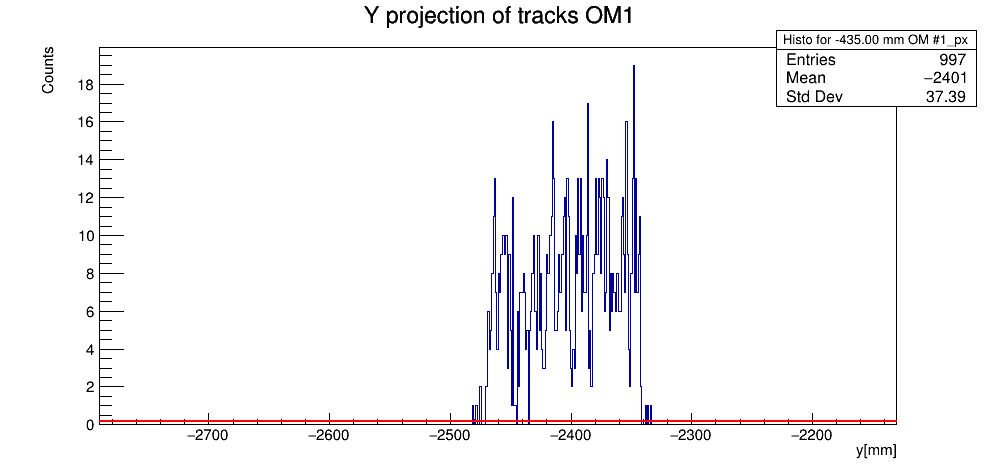 Y projection of tracks OM1
Histo for -435.00 mm OM #1_px
Entries 997
Mean −2401
Std Dev 37.39
Counts
18
16
14
12
10
8
6
4
2
0
−2700 −2600 −2500 −2400 −2300 −2200
y[mm]